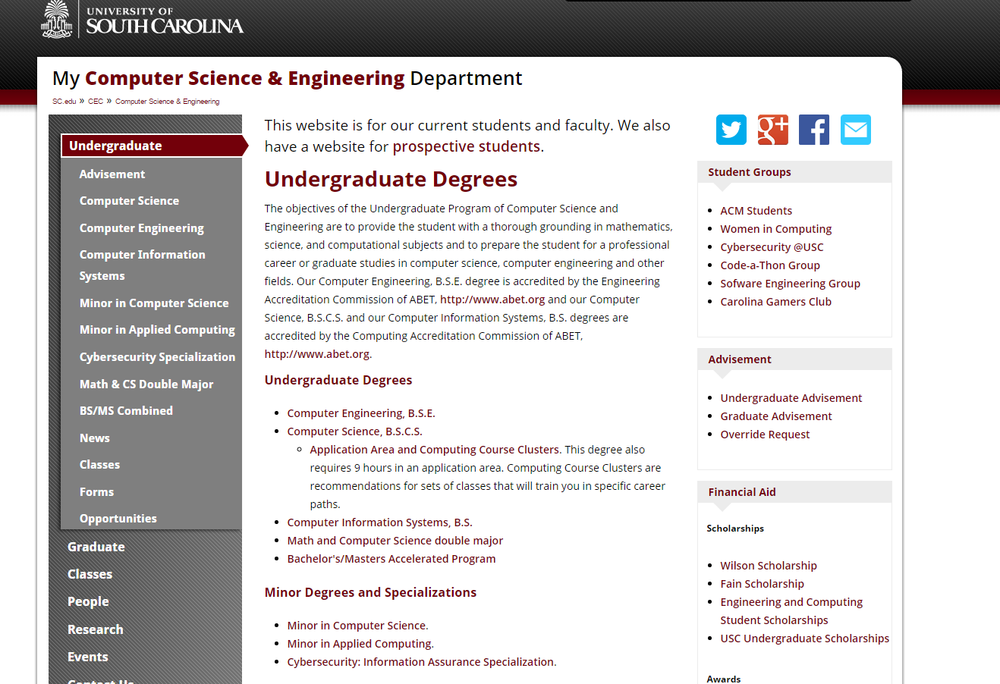 UNIVERSITY OF
SOUTH CAROLINA
My Computer Science & Engineering Department
SC.edu » CEC » Computer Science & Engineering
Undergraduate
Advisement
Computer Science
Computer Engineering
Computer Information
Systems
Minor in Computer Science
Minor in Applied Computing
Cybersecurity Specialization
Math & CS Double Major
BS/MS Combined
News
Classes
Forms
Opportunities
Graduate
Classes
People
Research
Events
Contact Us
This website is for our current students and faculty. We also
have a website for prospective students.
Undergraduate Degrees
The objectives of the Undergraduate Program of Computer Science and
Engineering are to provide the student with a thorough grounding in mathematics,
science, and computational subjects and to prepare the student for a professional
career or graduate studies in computer science, computer engineering and other
fields. Our Computer Engineering, B.S.E. degree is accredited by the Engineering
Accreditation Commission of ABET, http://www.abet.org and our Computer
Science, B.S.C.S. and our Computer Information Systems, B.S. degrees are
accredited by the Computing Accreditation Commission of ABET,
http://www.abet.org.
Undergraduate Degrees
Computer Engineering, B.S.E.
Computer Science, B.S.C.S.
Application Area and Computing Course Clusters. This degree also
requires 9 hours in an application area. Computing Course Clusters are
recommendations for sets of classes that will train you in specific career
paths.
Computer Information Systems, B.S.
Math and Computer Science double major
Bachelor's/Masters Accelerated Program
Minor Degrees and Specializations
Minor in Computer Science.
Minor in Applied Computing.
Cybersecurity: Information Assurance Specialization.
Student Groups
ACM Students
Women in Computing
Cybersecurity @USC
Code-a-Thon Group
Sofware Engineering Group
Carolina Gamers Club
Advisement
Undergraduate Advisement
Graduate Advisement
Override Request
Financial Aid
Scholarships
Wilson Scholarship
Fain Scholarship
Engineering and Computing
Student Scholarships
USC Undergraduate Scholarships
Awards